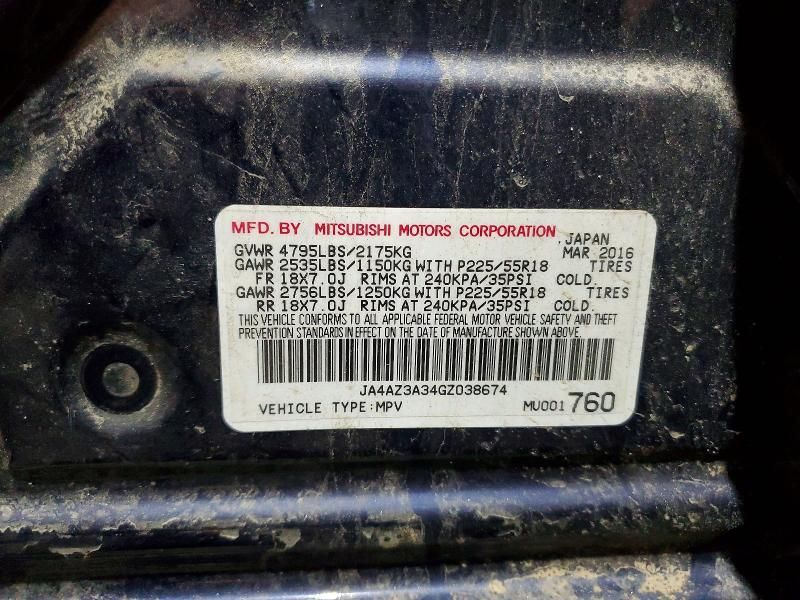 MFD. BY MITSUBISHI MOTORS CORPORATION JAPAN
GVWR 4795LBS/2175KG MAR 2016
GAWR 2535LBS/1150KG WITH P225/55R18 TIRES
FR 18X7.0J RIMS AT 240KPA/35PSI COLD.
GAWR 2756LBS/1250KG WITH P225/55R18 TIRES
RR 18X7.0J RIMS AT 240KPA/35PSI COLD.
THIS VEHICLE CONFORMS TO ALL APPLICABLE FEDERAL MOTOR VEHICLE SAFETY AND THEFT
PREVENTION STANDARDS IN EFFECT ON THE DATE OF MANUFACTURE SHOWN ABOVE.
JA4AZ3A34GZ038674
VEHICLE TYPE:MPV MU001760